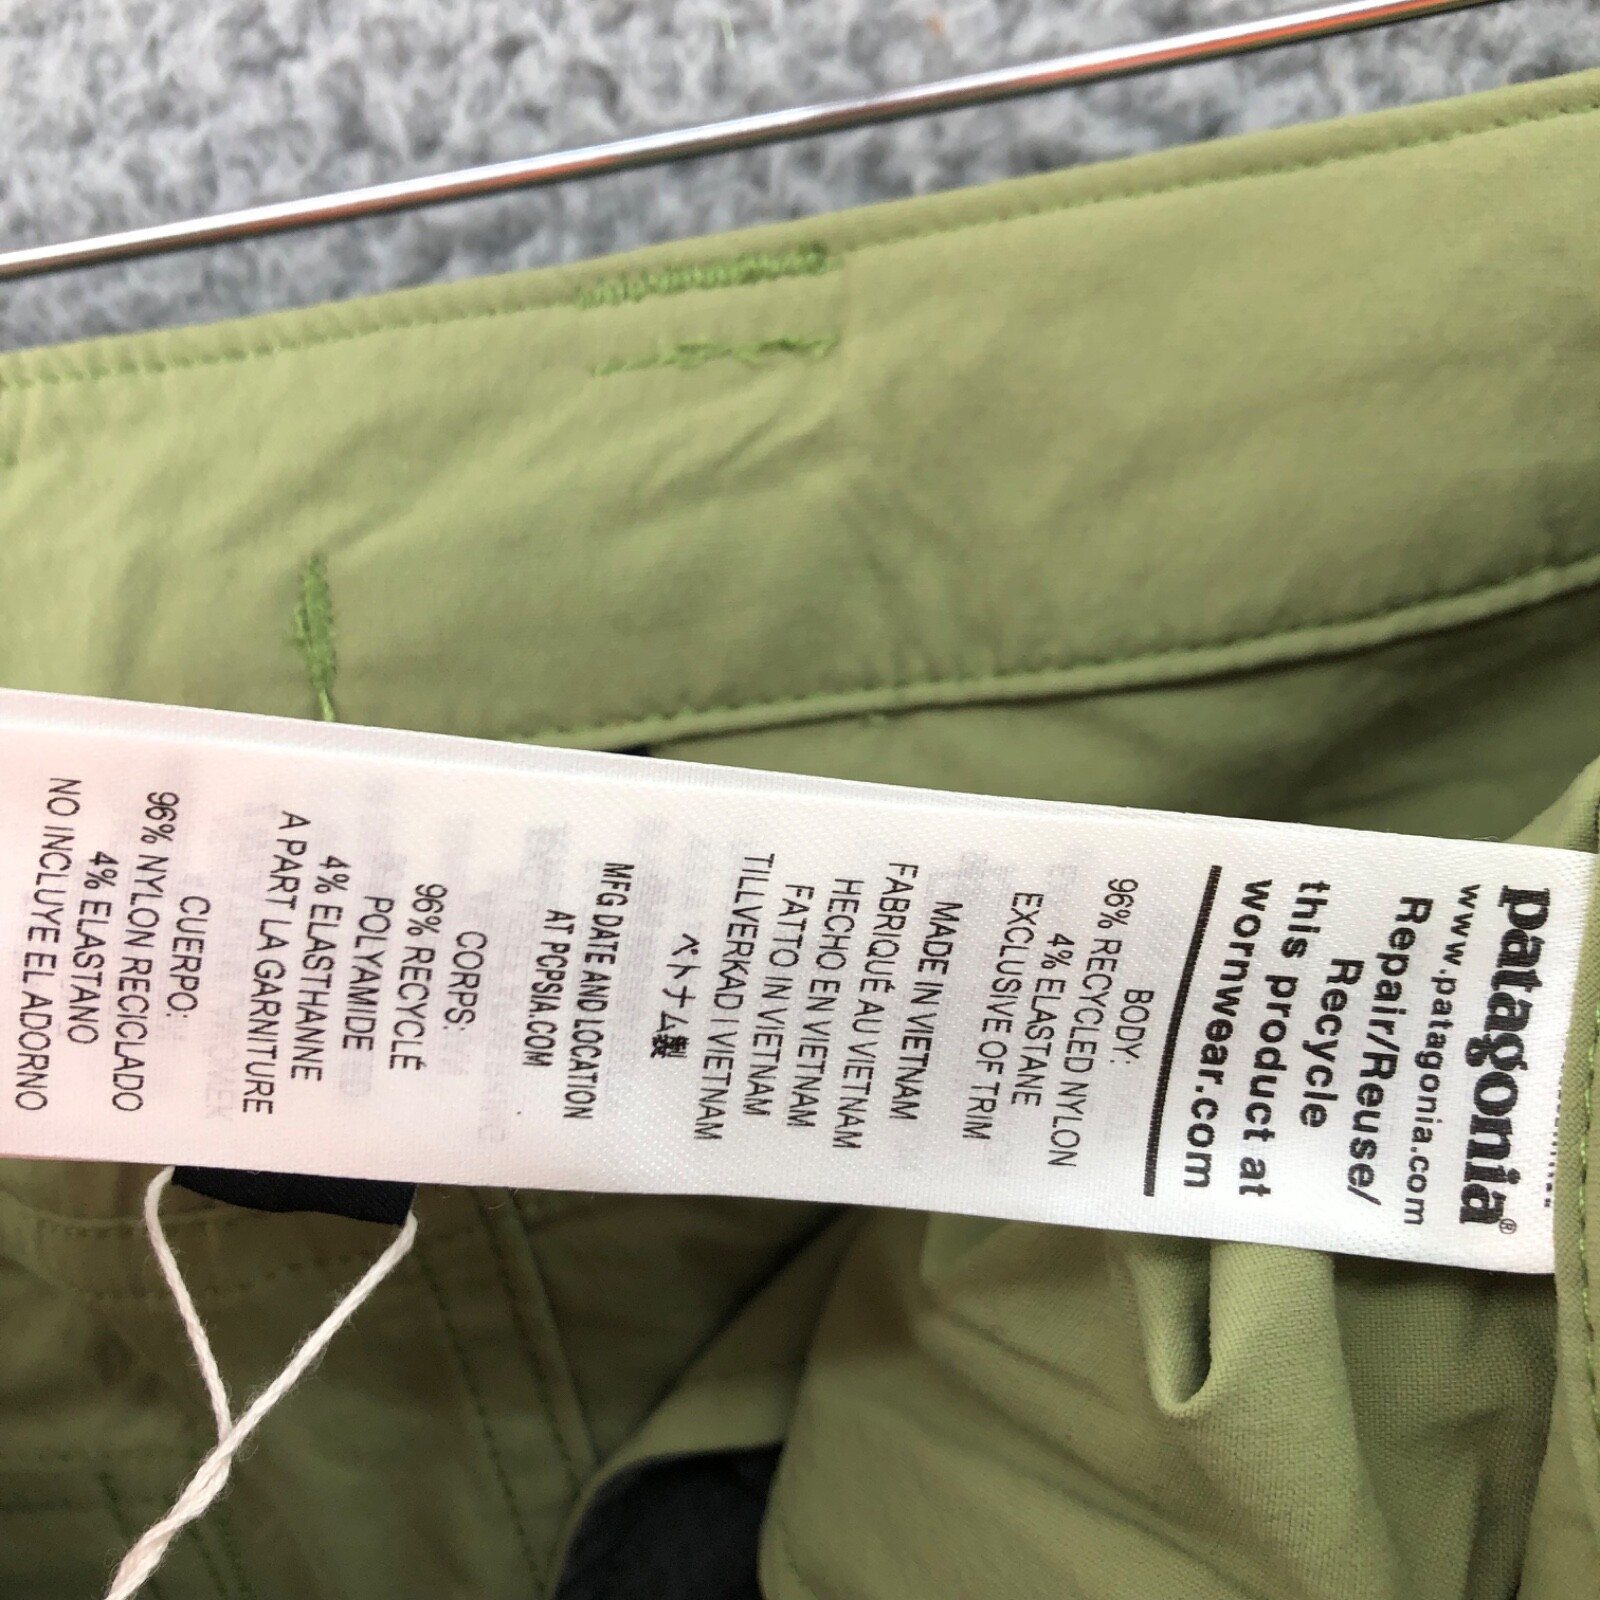 patagonia®
www.patagonia.com
Repair/Reuse/
Recycle
this product at
wornwear.com
BODY:
96% RECYCLED NYLON
4% ELASTANE
EXCLUSIVE OF TRIM
MADE IN VIETNAM
FABRIQUÉ AU VIETNAM
HECHO EN VIETNAM
FATTO IN VIETNAM
TILLVERKAD I VIETNAM
ベトナム製
MFG DATE AND LOCATION
AT PCPSIA.COM
CORPS:
96% RECYCLÉ
POLYAMIDE
4% ELASTHANNE
A PART LA GARNITURE
CUERPO:
96% NYLON RECICLADO
4% ELASTANO
NO INCLUYE EL ADORNO